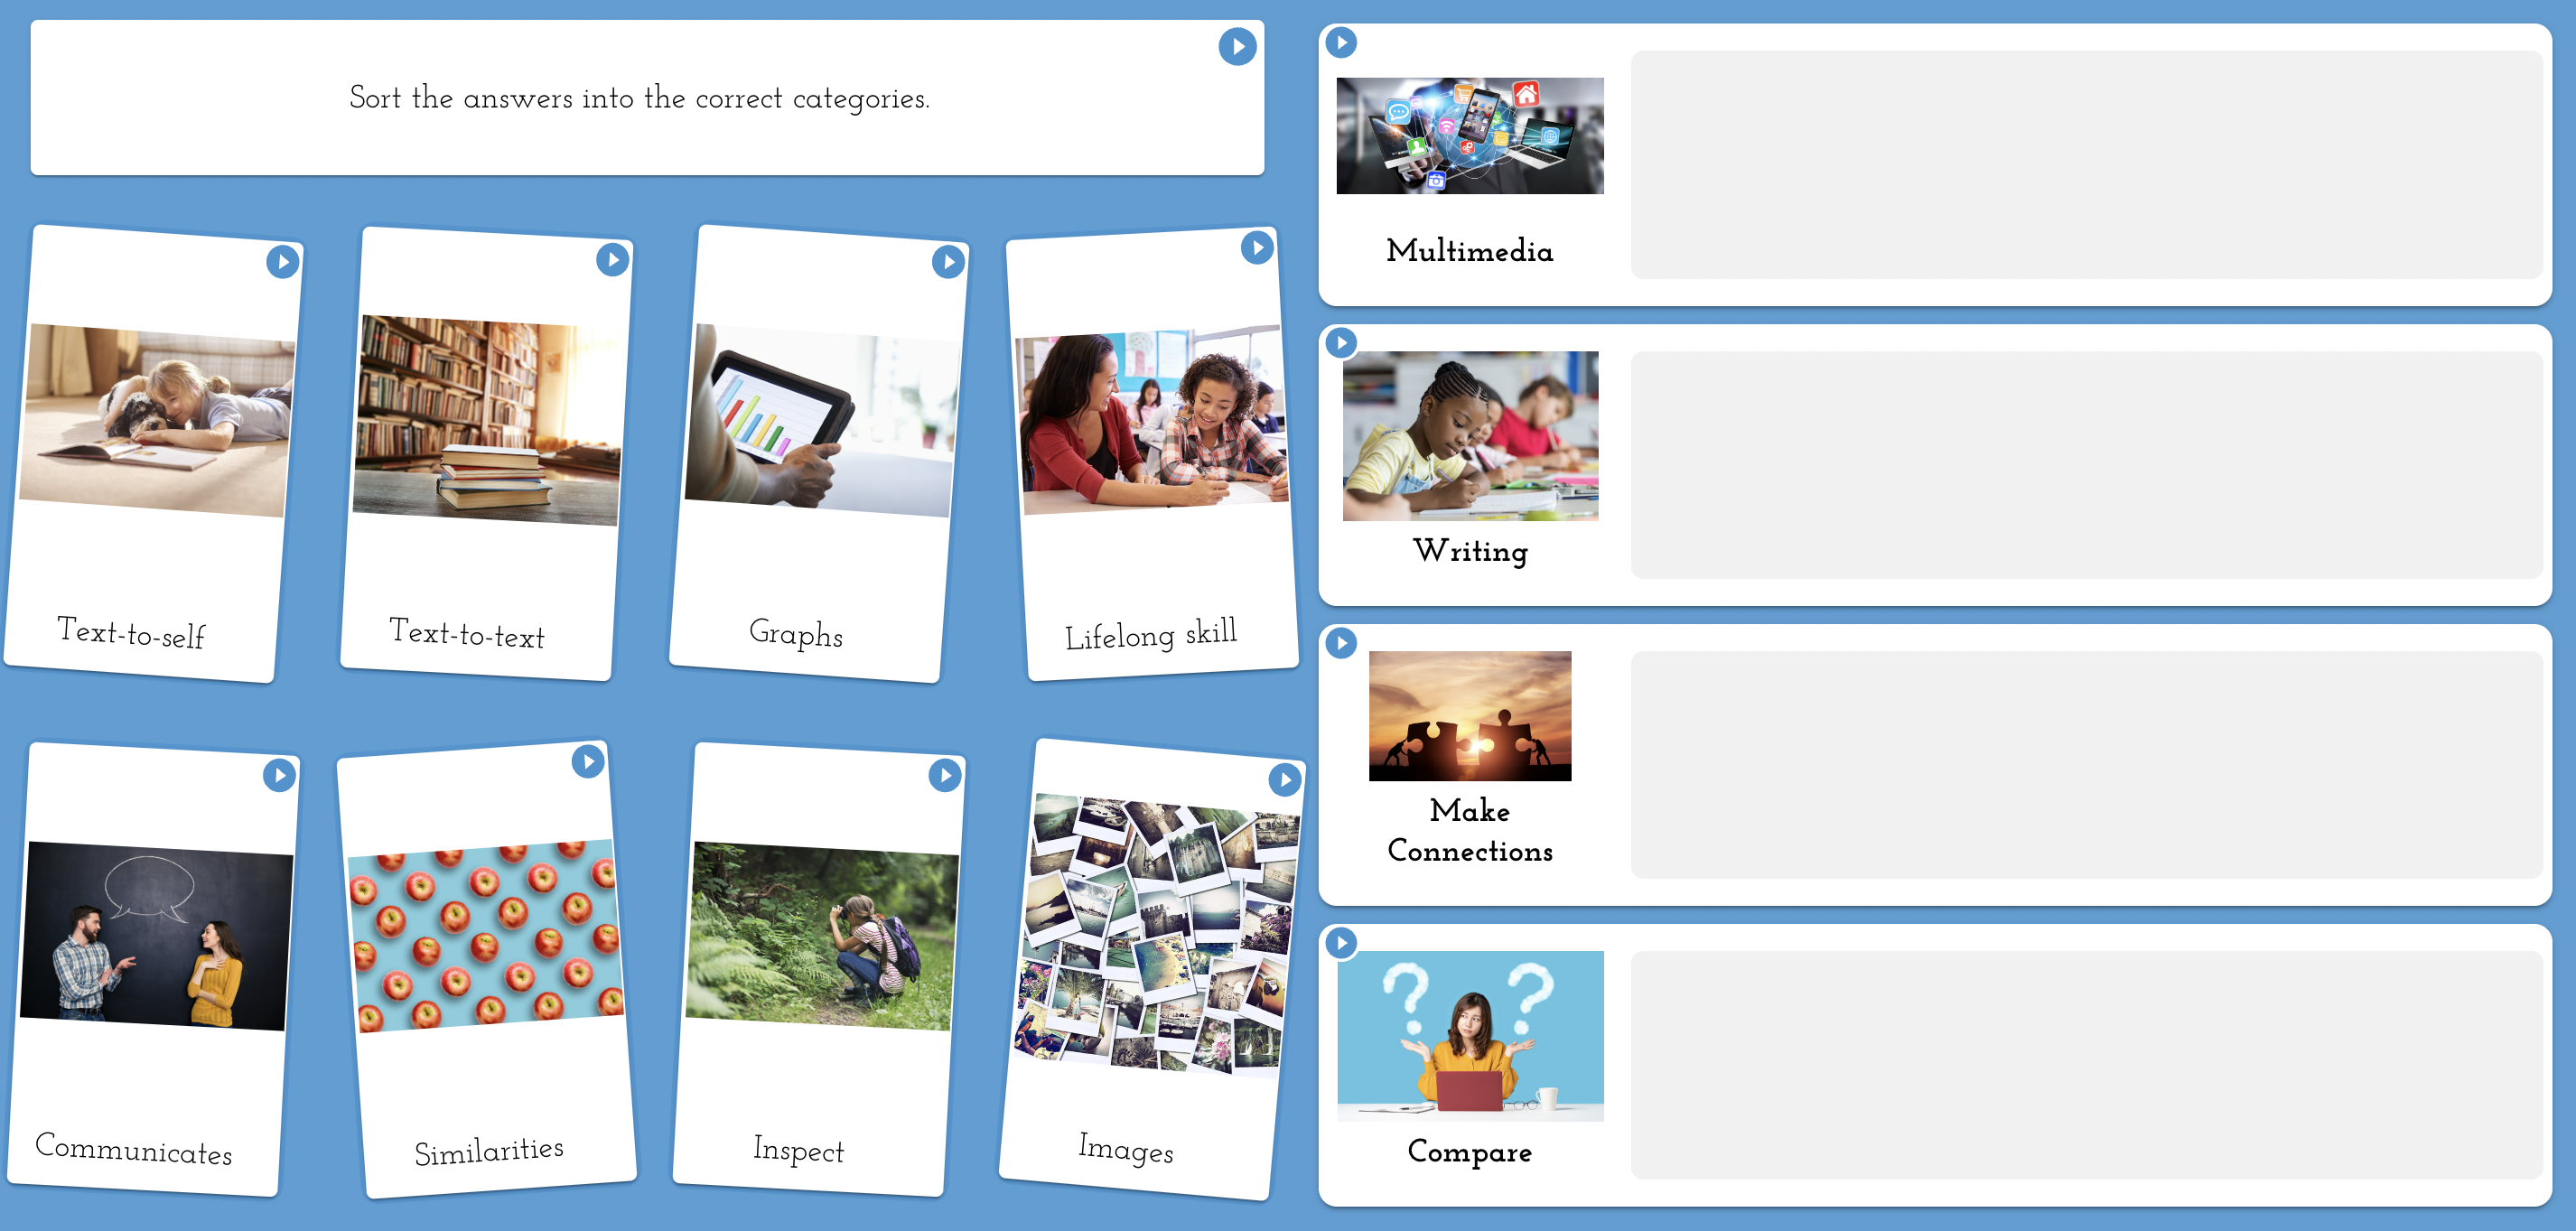 Sort the answers into the correct categories.
Text-to-self
Text-to-text
Graphs
Lifelong skill
Communicates
Similarities
Inspect
Images
Multimedia
Writing
Make
Connections
Compare